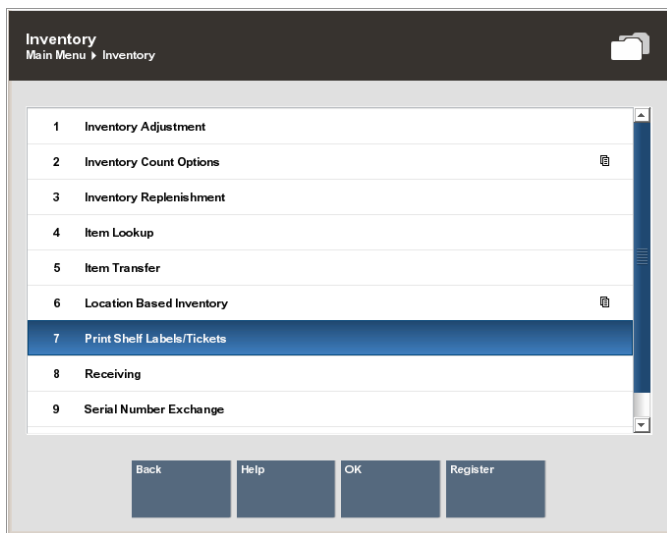 Inventory
Main Menu ▸ Inventory
1 Inventory Adjustment
2 Inventory Count Options
3 Inventory Replenishment
4 Item Lookup
5 Item Transfer
6 Location Based Inventory
7 Print Shelf Labels/Tickets
8 Receiving
9 Serial Number Exchange
Back Help OK Register